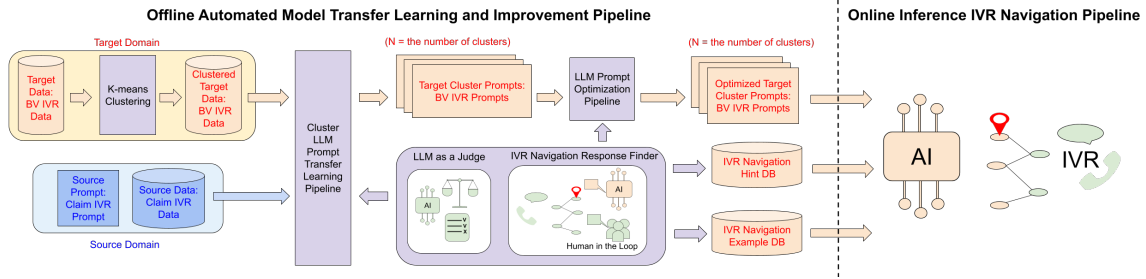 Offline Automated Model Transfer Learning and Improvement Pipeline
Online Inference IVR Navigation Pipeline
Target Domain
Target
Data:
BV IVR
Data
K-means
Clustering
Clustered
Target
Data:
BV IVR
Data
Source
Prompt:
Claim IVR
Prompt
Source Data:
Claim IVR
Data
Source Domain
Cluster
LLM
Prompt
Transfer
Learning
Pipeline
(N = the number of clusters)
Target Cluster Prompts:
BV IVR Prompts
LLM Prompt
Optimization
Pipeline
(N = the number of clusters)
Optimized Target
Cluster Prompts:
BV IVR Prompts
LLM as a Judge
AI
V
V
X
IVR Navigation Response Finder
AI
Human in the Loop
IVR Navigation
Hint DB
IVR Navigation
Example DB
AI
IVR